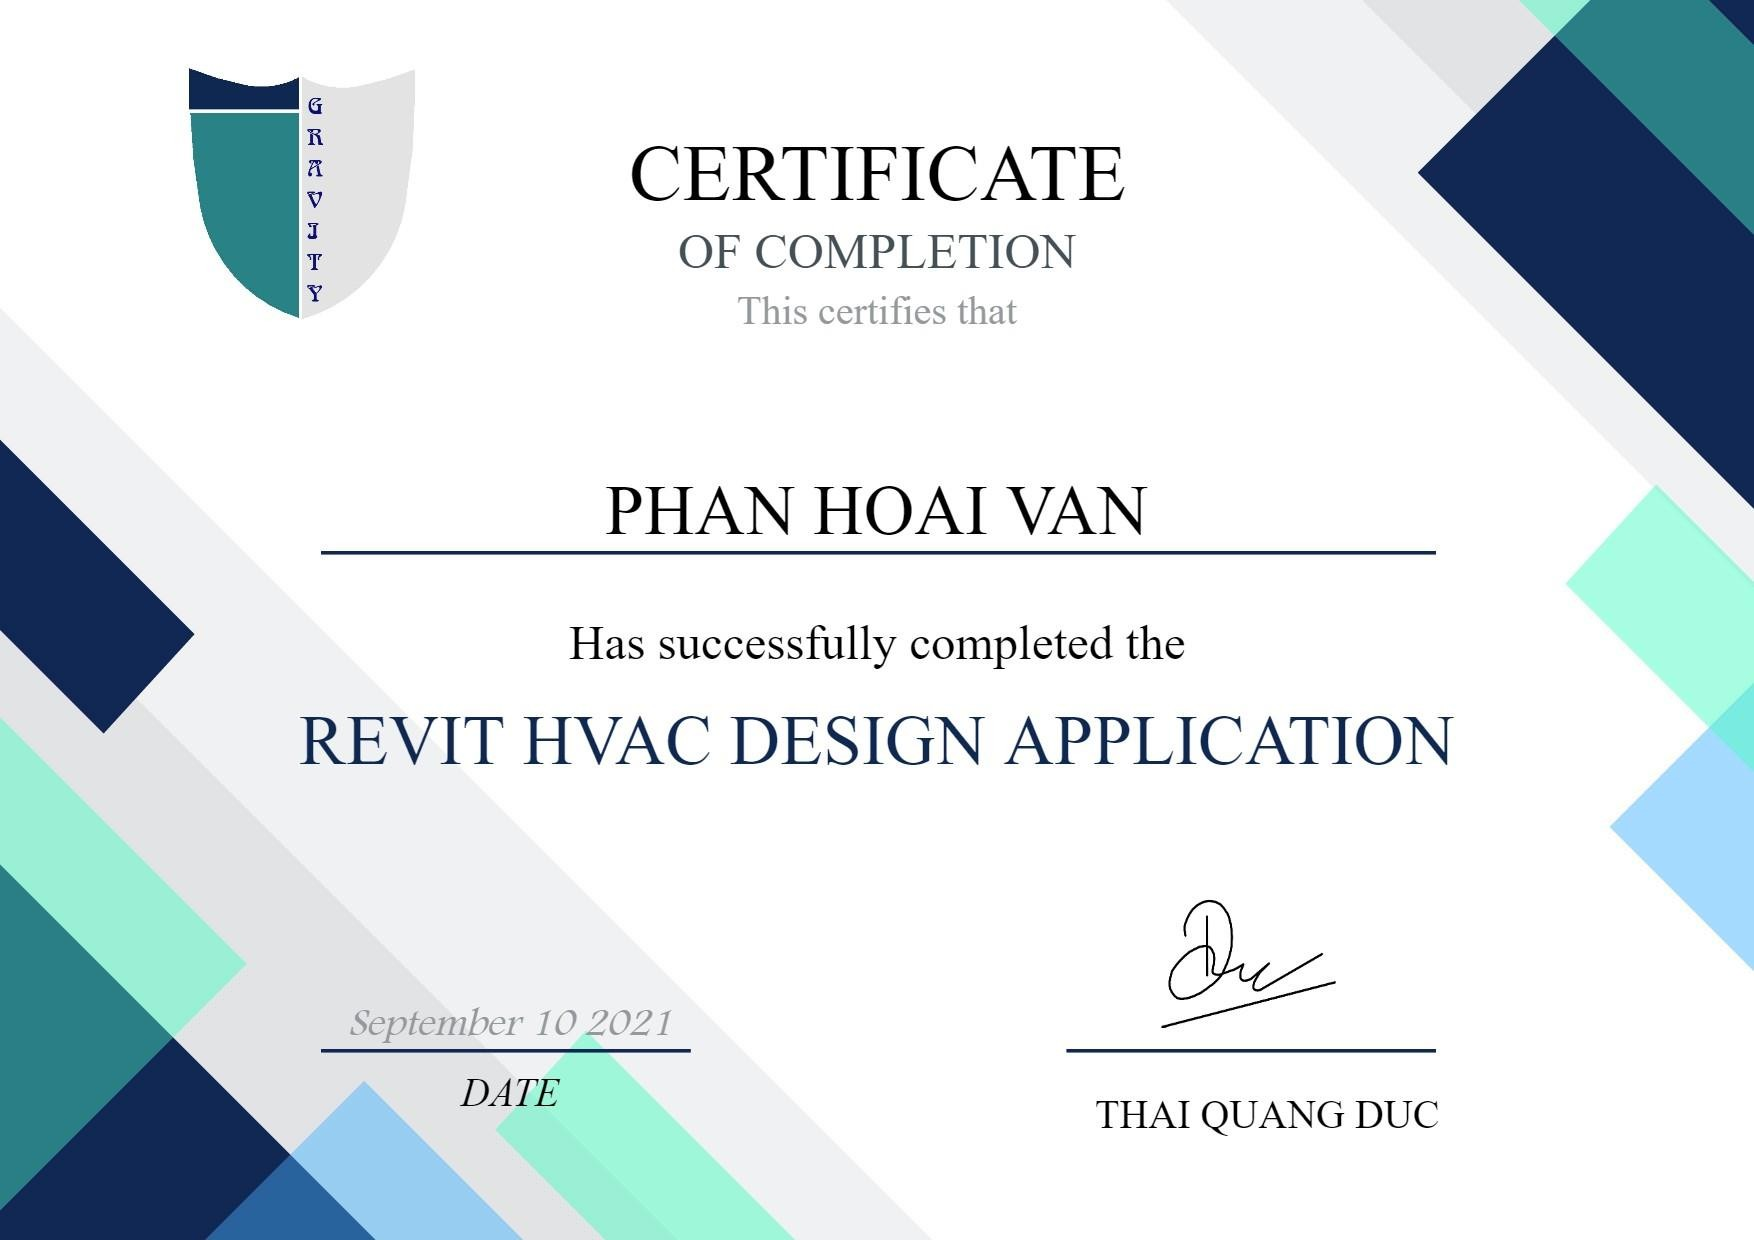 GRAVITY
CERTIFICATE
OF COMPLETION
This certifies that
PHAN HOAI VAN
Has successfully completed the
REVIT HVAC DESIGN APPLICATION
Duc
September 10 2021
DATE
THAI QUANG DUC